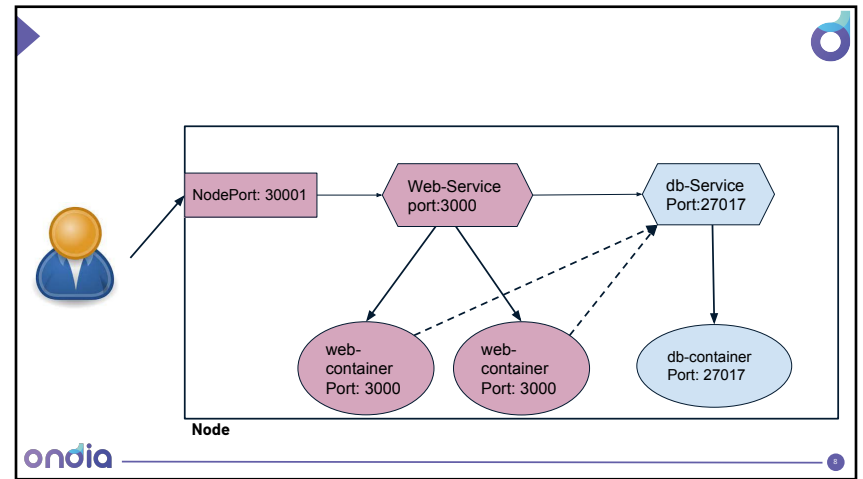 NodePort: 30001
Web-Service
port:3000
db-Service
Port:27017
web-
container
Port: 3000
web-
container
Port: 3000
db-container
Port: 27017
Node
ondia
8